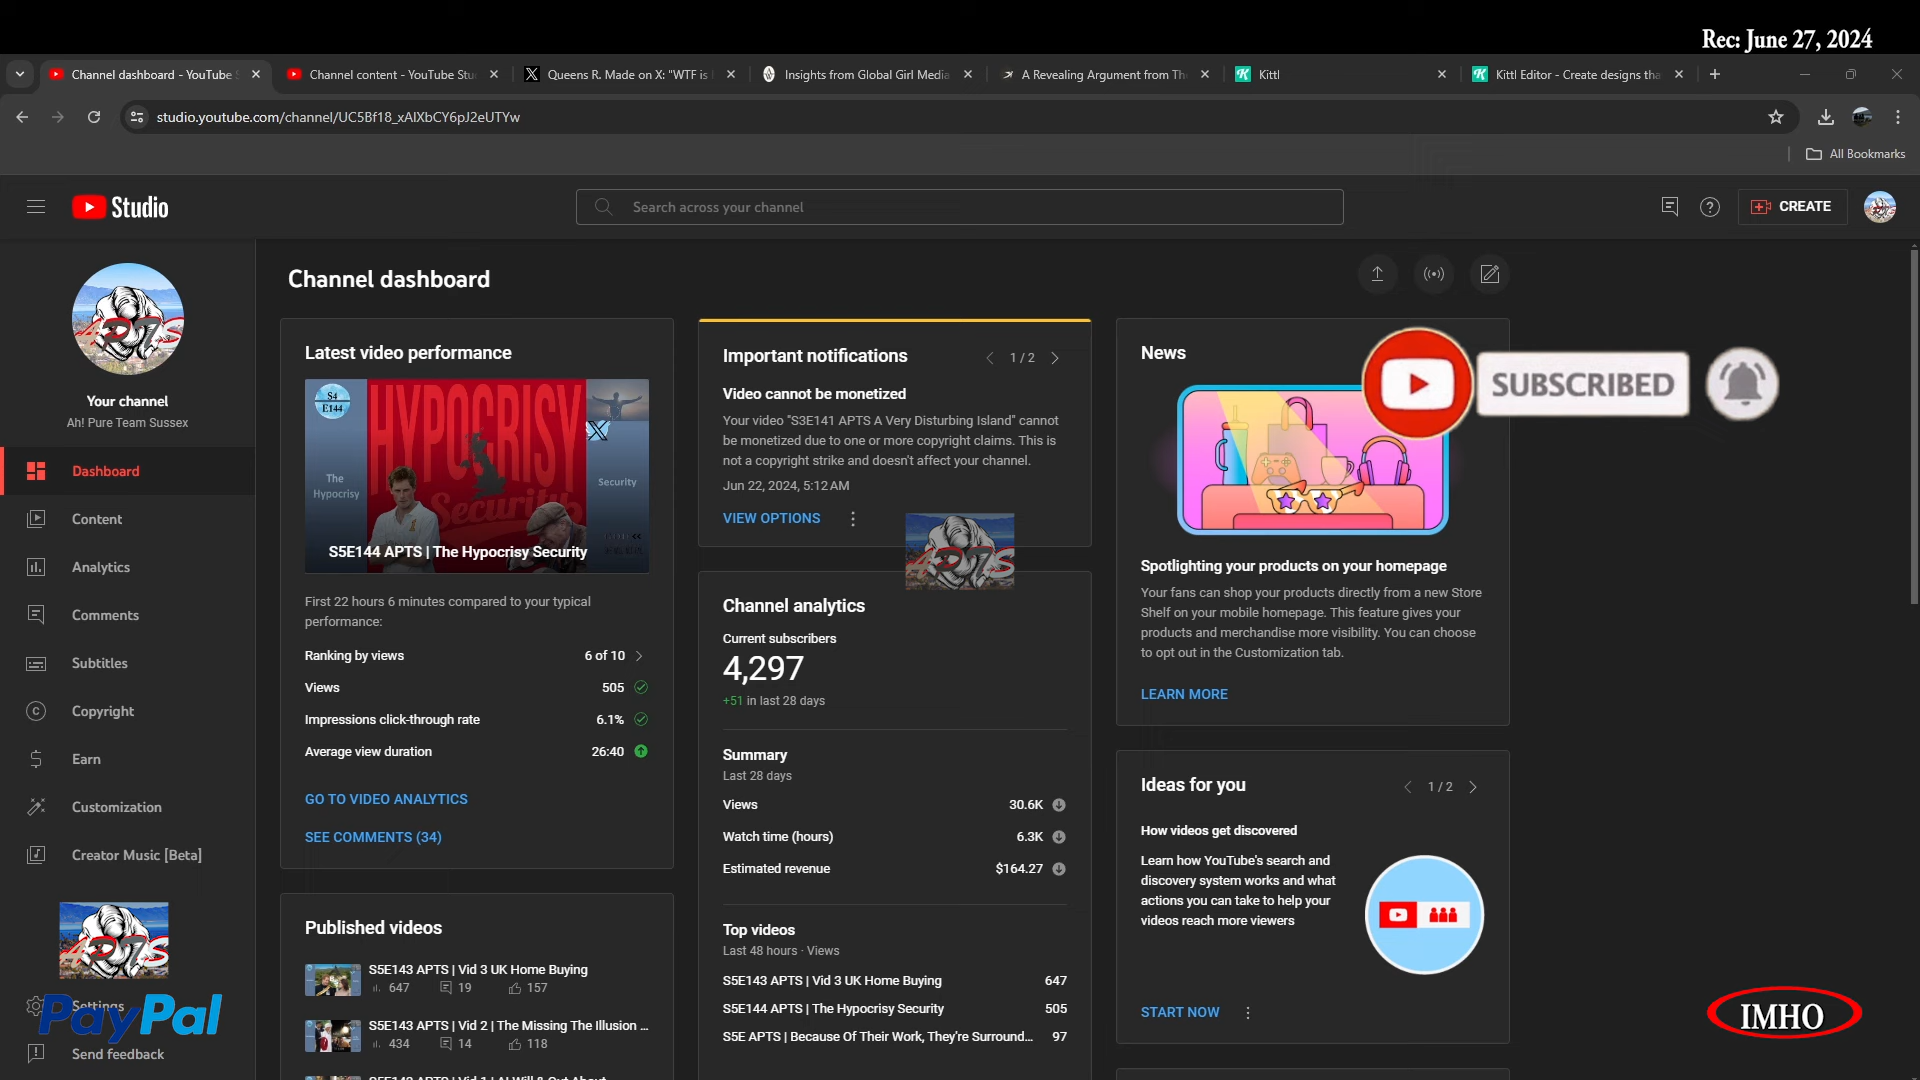 Rec: June 27, 2024
Channel dashboard - YouTube S
Channel content - YouTube Stu
Queens R. Made on X: "WTF is
Insights from Global Girl Media
A Revealing Argument from Th
Kittl
Kittl Editor - Create designs tha
studio.youtube.com/channel/UC5Bf18_xAlXbCY6pJ2eUTYw
All Bookmarks
Studio
Search across your channel
CREATE
Channel dashboard
Your channel
Ah! Pure Team Sussex
Dashboard
Content
Analytics
Comments
Subtitles
Copyright
Earn
Customization
Creator Music [Beta]
APTS
Settings
PayPal
Send feedback
Latest video performance
S4
E144
HYPOCRISY
Security
The
Hypocrisy
Security
S5E144 APTS | The Hypocrisy Security
First 22 hours 6 minutes compared to your typical
performance:
Ranking by views 6 of 10
Views 505
Impressions click-through rate 6.1%
Average view duration 26:40
GO TO VIDEO ANALYTICS
SEE COMMENTS (34)
Published videos
S5E143 APTS | Vid 3 UK Home Buying
647 19 157
S5E143 APTS | Vid 2 | The Missing The Illusion ...
434 14 118
Important notifications
1 / 2
Video cannot be monetized
Your video "S3E141 APTS A Very Disturbing Island" cannot
be monetized due to one or more copyright claims. This is
not a copyright strike and doesn't affect your channel.
Jun 22, 2024, 5:12 AM
VIEW OPTIONS
APTS
Channel analytics
Current subscribers
4,297
+51 in last 28 days
Summary
Last 28 days
Views 30.6K
Watch time (hours) 6.3K
Estimated revenue $164.27
Top videos
Last 48 hours · Views
S5E143 APTS | Vid 3 UK Home Buying 647
S5E144 APTS | The Hypocrisy Security 505
S5E APTS | Because Of Their Work, They're Surround... 97
News
SUBSCRIBED
Spotlighting your products on your homepage
Your fans can shop your products directly from a new Store
Shelf on your mobile homepage. This feature gives your
products and merchandise more visibility. You can choose
to opt out in the Customization tab.
LEARN MORE
Ideas for you
1 / 2
How videos get discovered
Learn how YouTube's search and
discovery system works and what
actions you can take to help your
videos reach more viewers
START NOW
IMHO